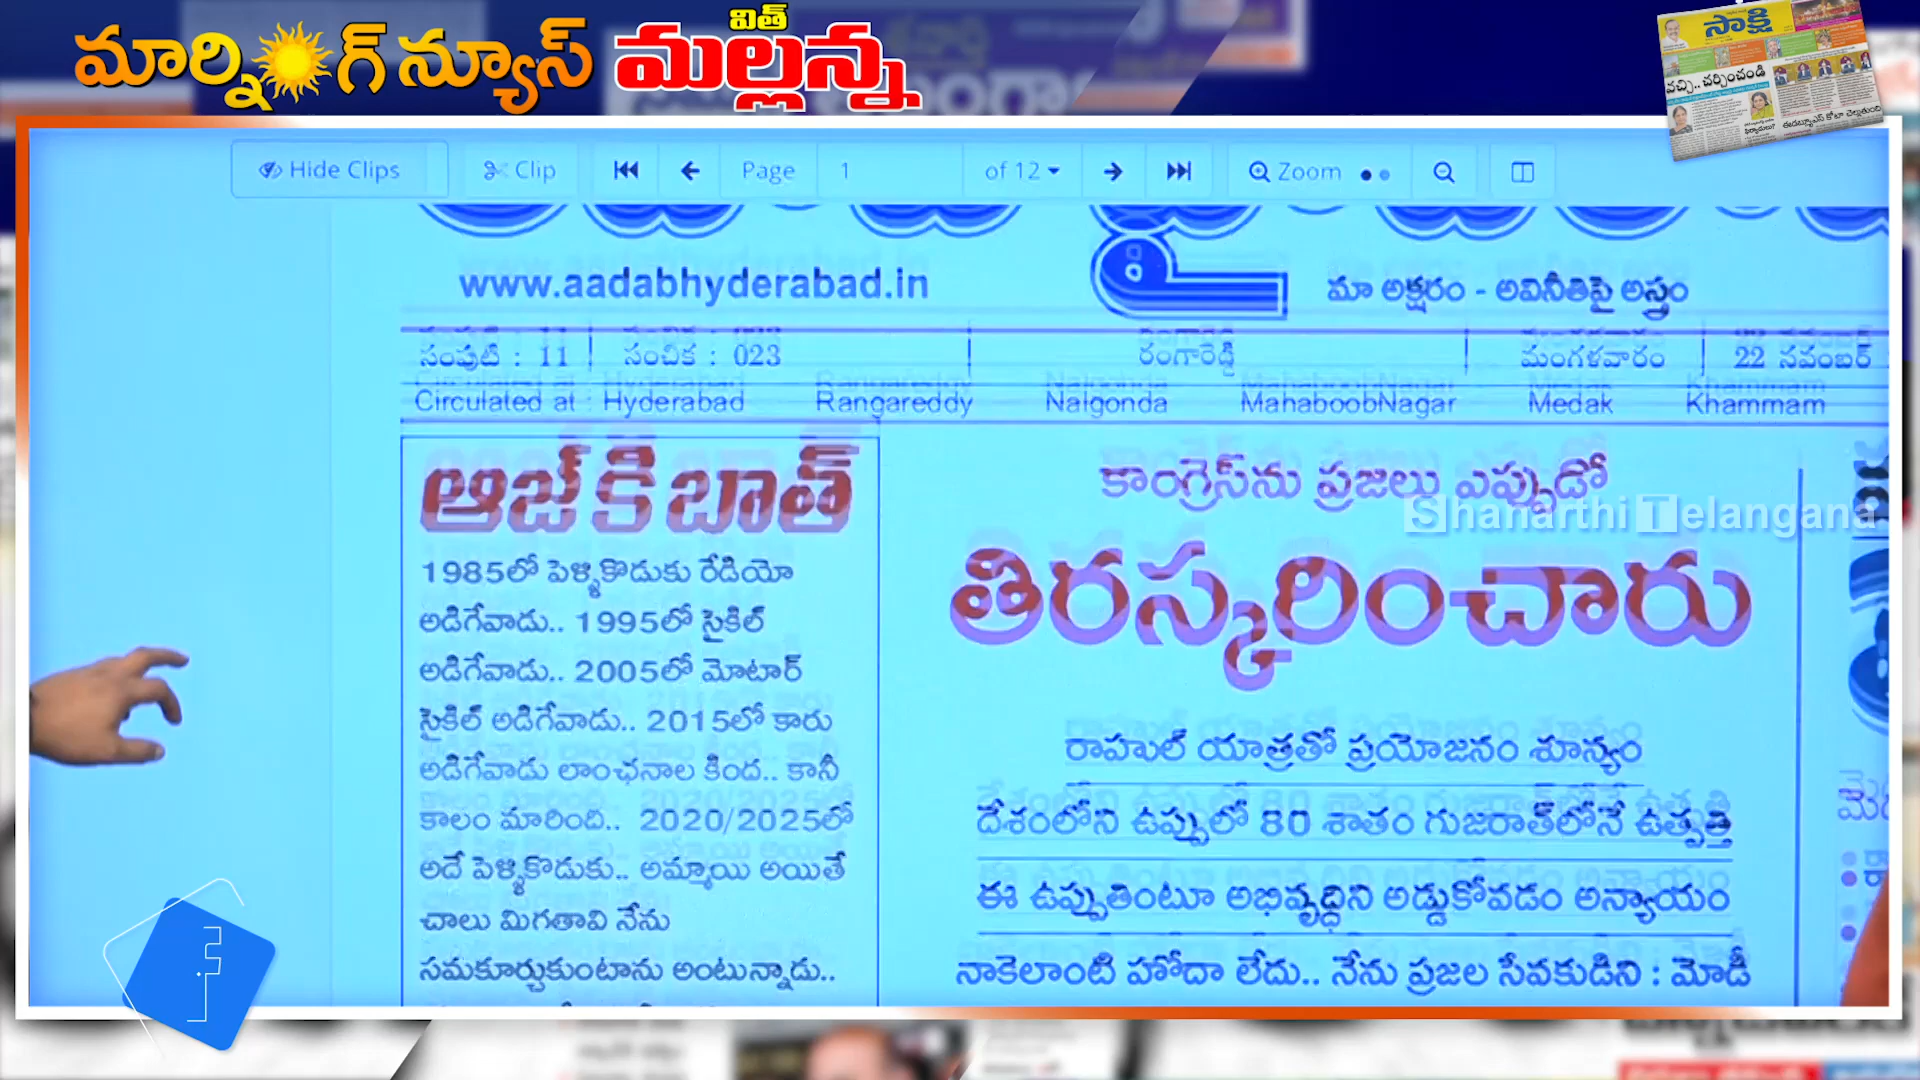 మార్నింగ్ న్యూస్ విత్ మల్లన్న
సాక్షి
వచ్చి.. చర్చించండి
Hide Clips Clip Page 1 of 12 Zoom
www.aadabhyderabad.in
మా అక్షరం - అవినీతిపై అస్త్రం
సంపుటి : 11 సంచిక : 023 రంగారెడ్డి మంగళవారం 22 నవంబర్
Circulated at : Hyderabad Rangareddy Nalgonda MahaboobNagar Medak Khammam
ఆజ్ కి బాత్
1985లో పెళ్ళికొడుకు రేడియో
అడిగేవాడు.. 1995లో సైకిల్
అడిగేవాడు.. 2005లో మోటార్
సైకిల్ అడిగేవాడు.. 2015లో కారు
అడిగేవాడు లాంఛనాల కింద.. కానీ
కాలం మారింది.. 2020/2025లో
అదే పెళ్ళికొడుకు.. అమ్మాయి అయితే
చాలు మిగతావి నేను
సమకూర్చుకుంటాను అంటున్నాడు..
కాంగ్రెస్‌ను ప్రజలు ఎప్పుడో
తిరస్కరించారు
రాహుల్ యాత్రతో ప్రయోజనం శూన్యం
దేశంలోని ఉప్పులో 80 శాతం గుజరాత్‌లోనే ఉత్పత్తి
ఈ ఉప్పుతింటూ అభివృద్ధిని అడ్డుకోవడం అన్యాయం
నాకెలాంటి హోదా లేదు.. నేను ప్రజల సేవకుడిని : మోడీ
Shanarthi Telangana